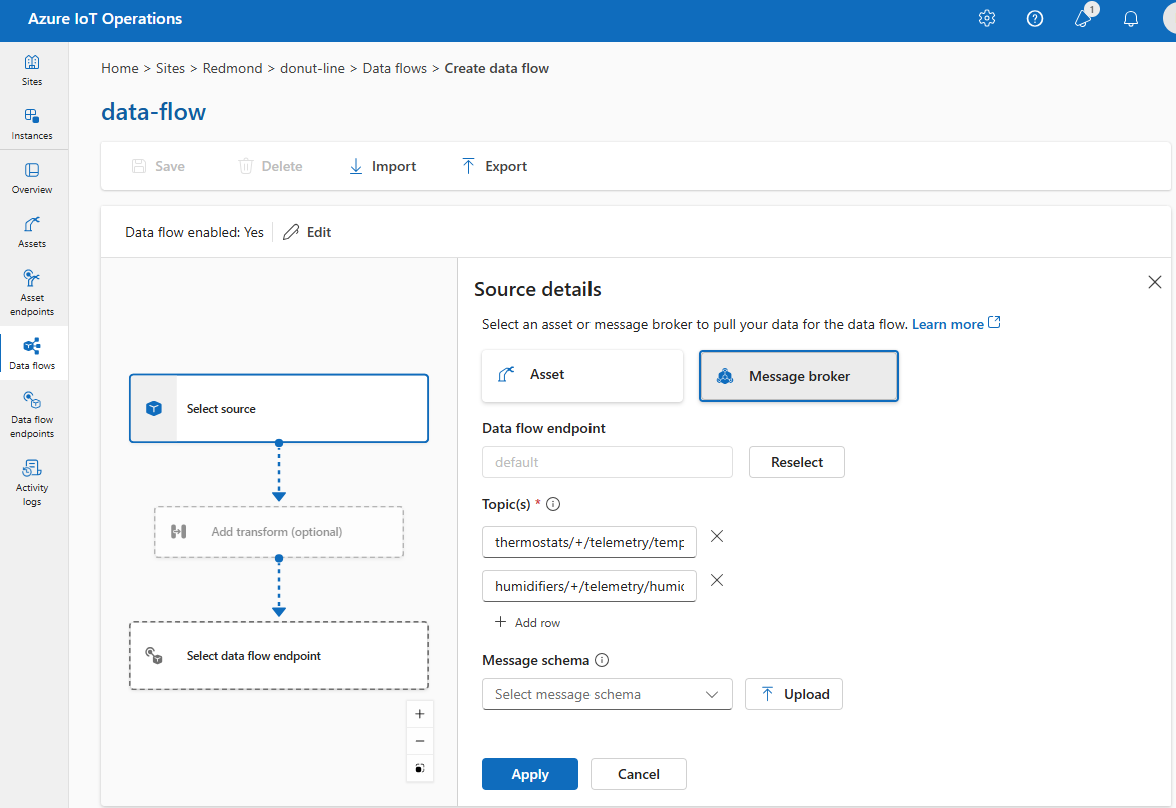 Azure IoT Operations
1
Sites
Instances
Overview
Assets
Asset
endpoints
Data flows
Data flow
endpoints
Activity
logs
Home > Sites > Redmond > donut-line > Data flows > Create data flow
data-flow
Save Delete Import Export
Data flow enabled: Yes Edit
Select source
Add transform (optional)
Select data flow endpoint
Source details
Select an asset or message broker to pull your data for the data flow. Learn more
Asset Message broker
Data flow endpoint
default Reselect
Topic(s) *
thermostats/+/telemetry/temp
humidifiers/+/telemetry/humic
+ Add row
Message schema
Select message schema Upload
Apply Cancel